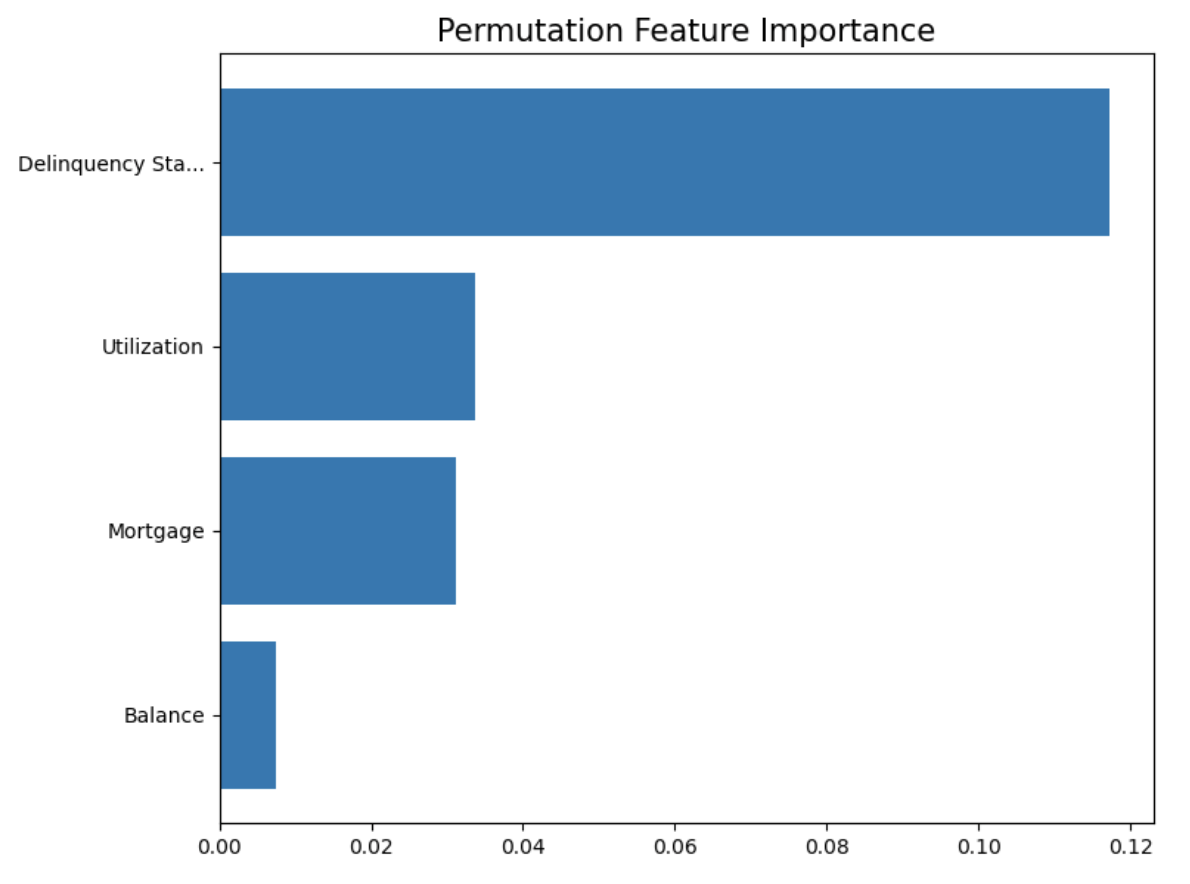 Permutation Feature Importance
Delinquency Sta...
Utilization
Mortgage
Balance
0.00 0.02 0.04 0.06 0.08 0.10 0.12